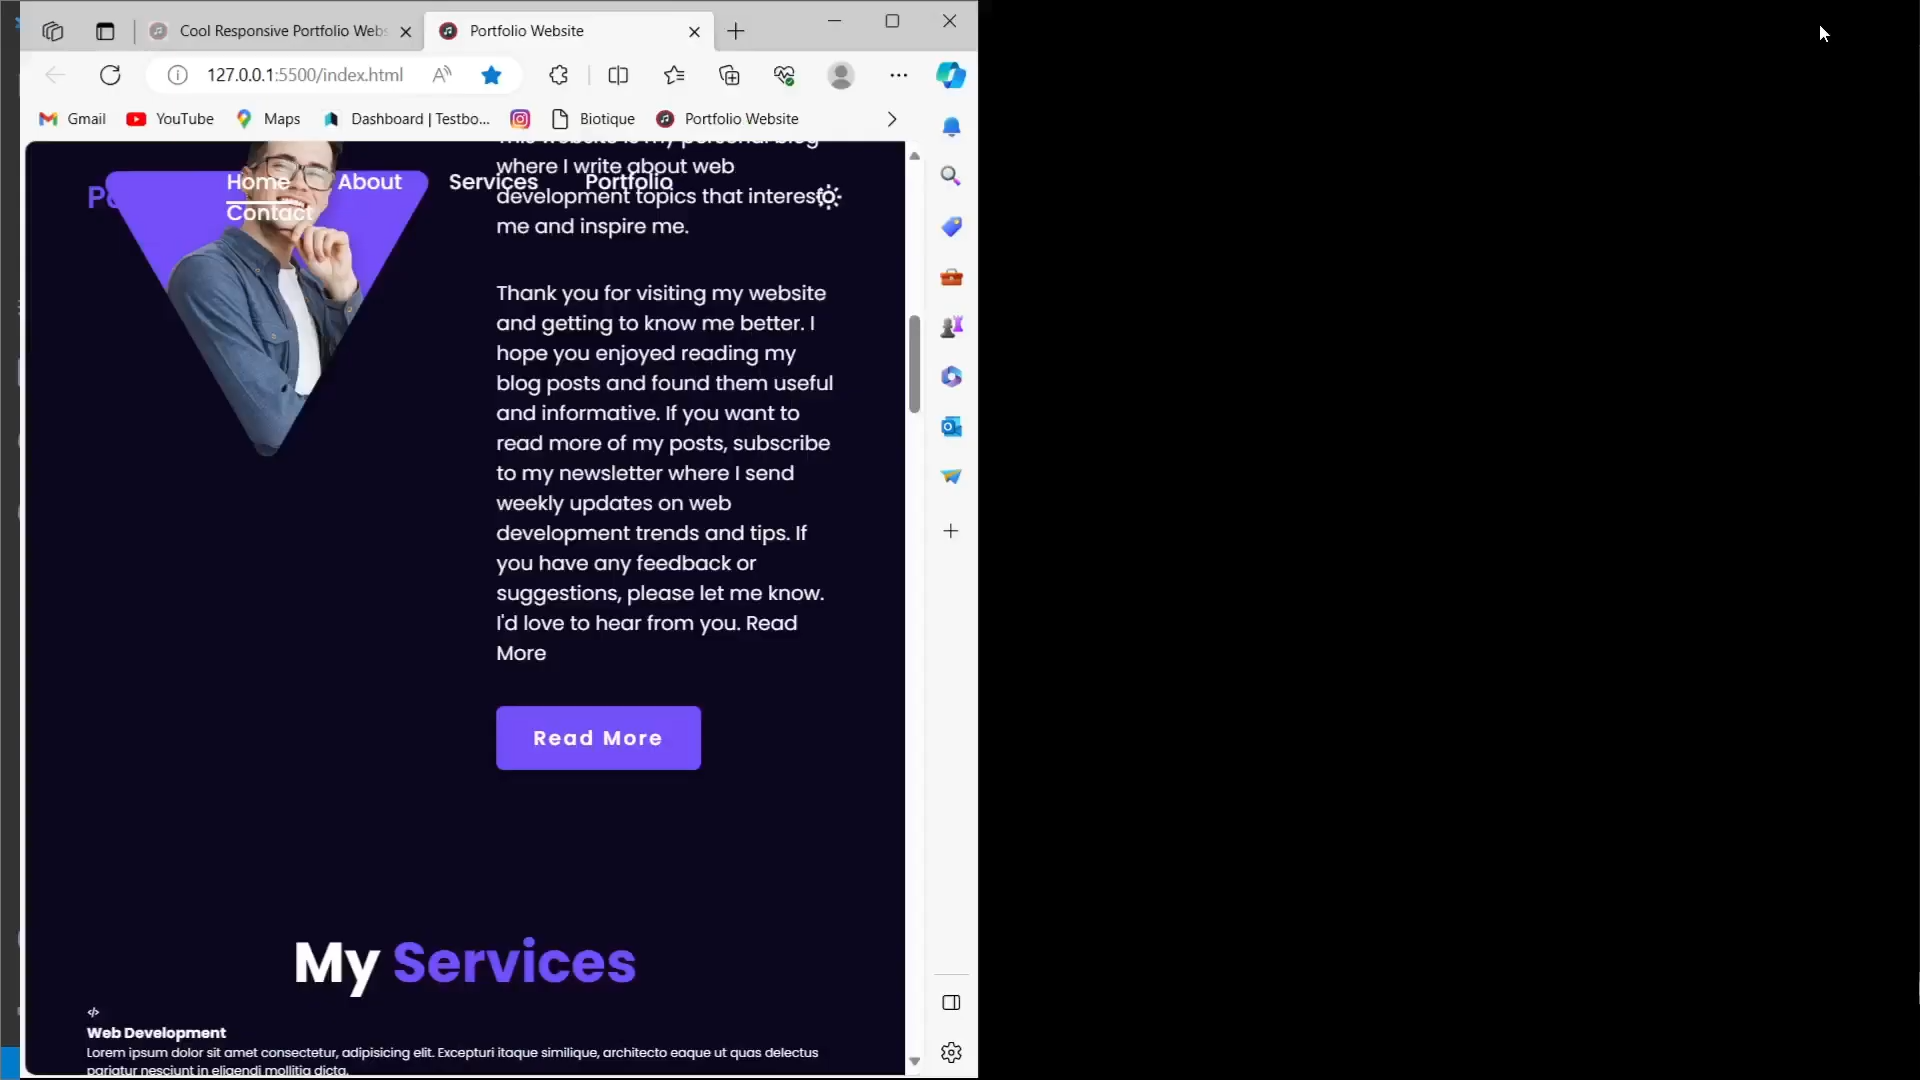 Cool Responsive Portfolio Webs
Portfolio Website
127.0.0.1:5500/index.html
Gmail
YouTube
Maps
Dashboard | Testbo...
Biotique
Portfolio Website
This website is my personal blog
where I write about web
development topics that interest
me and inspire me.
Home
About
Services
Portfolio
Contact
Thank you for visiting my website
and getting to know me better. I
hope you enjoyed reading my
blog posts and found them useful
and informative. If you want to
read more of my posts, subscribe
to my newsletter where I send
weekly updates on web
development trends and tips. If
you have any feedback or
suggestions, please let me know.
I'd love to hear from you. Read
More
Read More
My Services
Web Development
Lorem ipsum dolor sit amet consectetur, adipisicing elit. Excepturi itaque similique, architecto eaque ut quas delectus
pariatur nesciunt in eligendi mollitia dicta.